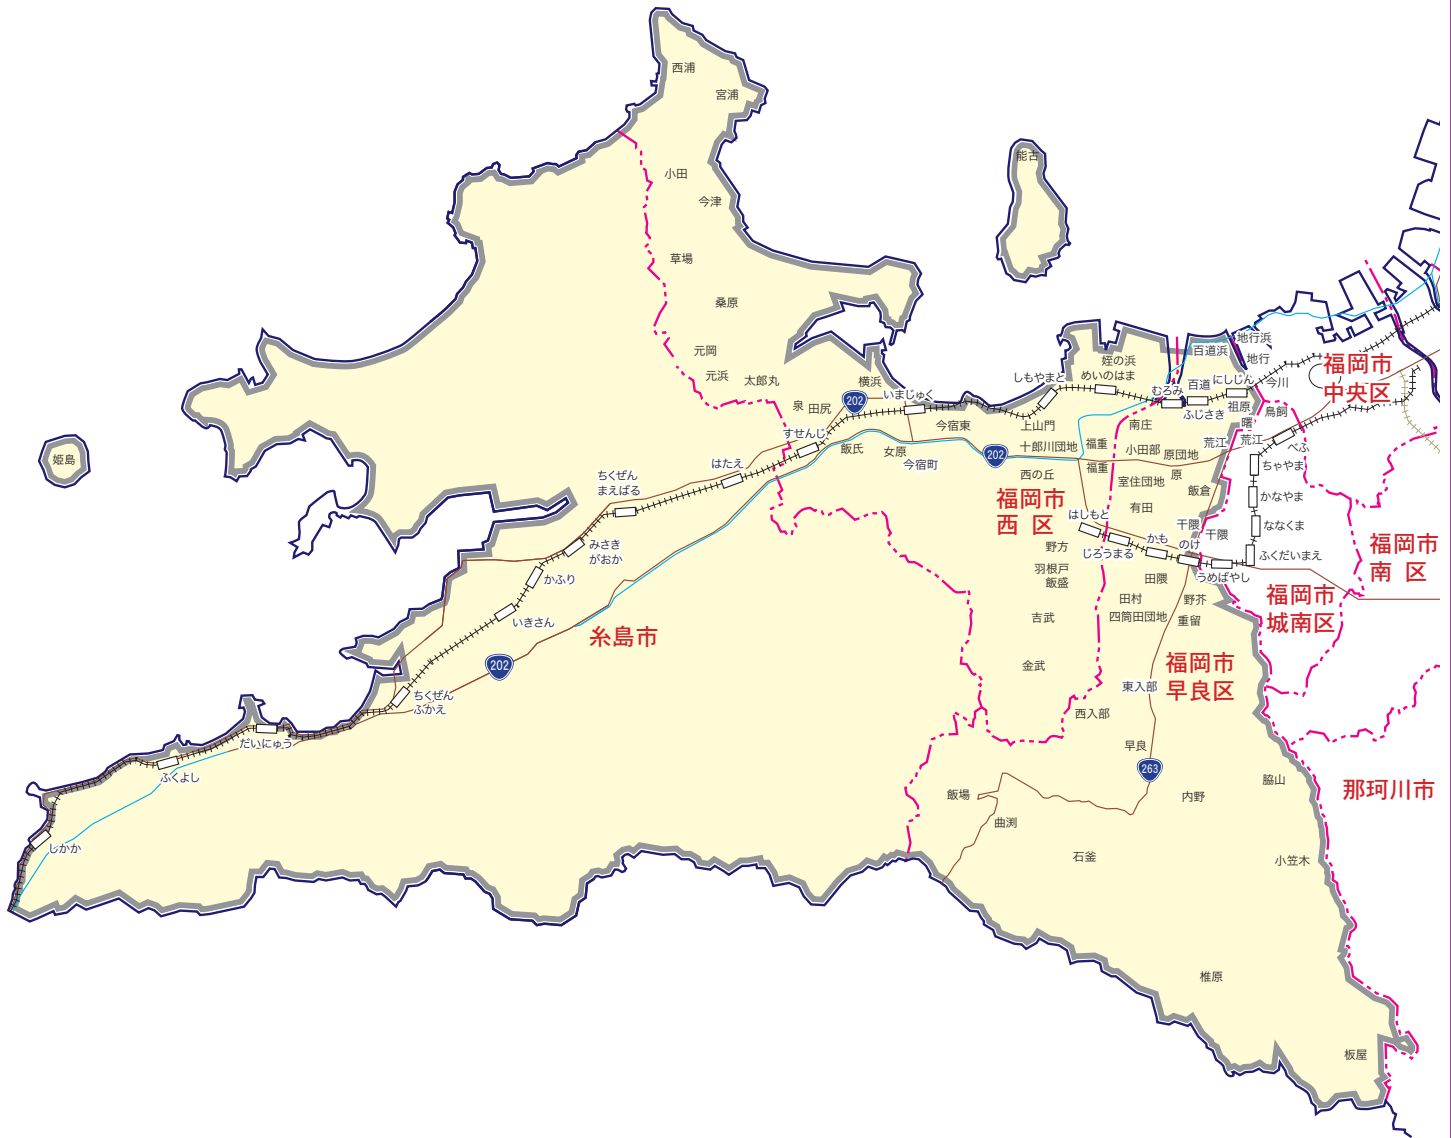 西浦
宮浦
能古
小田
今津
草場
桑原
元岡
元浜
太郎丸
横浜
泉
田尻
202
いまじゅく
すせんじ
飯氏
女原
今宿東
今宿町
202
しもやまと
姪の浜
めいのはま
むろみ
百道浜
百道
にしじん
ふじさき
地行浜
地行
今川
祖原
鳥飼
曙
荒江
荒江
べふ
福岡市
中央区
上山門
十郎川団地
南庄
福重
福重
小田部
原団地
原
室住団地
飯倉
有田
西の丘
福岡市
西 区
はしもと
じろうまる
かも
のけ
干隈
干隈
うめばやし
ちゃやま
かなやま
ななくま
ふくだいまえ
福岡市
南 区
福岡市
城南区
野方
羽根戸
飯盛
吉武
金武
田隈
田村
四箇田団地
野芥
重留
福岡市
早良区
東入部
西入部
早良
263
内野
脇山
那珂川市
飯場
曲渕
石釜
小笠木
椎原
板屋
姫島
はたえ
ちくぜん
まえばる
みさき
がおか
かふり
いきさん
糸島市
202
ちくぜん
ふかえ
だいにゅう
ふくよし
しかか